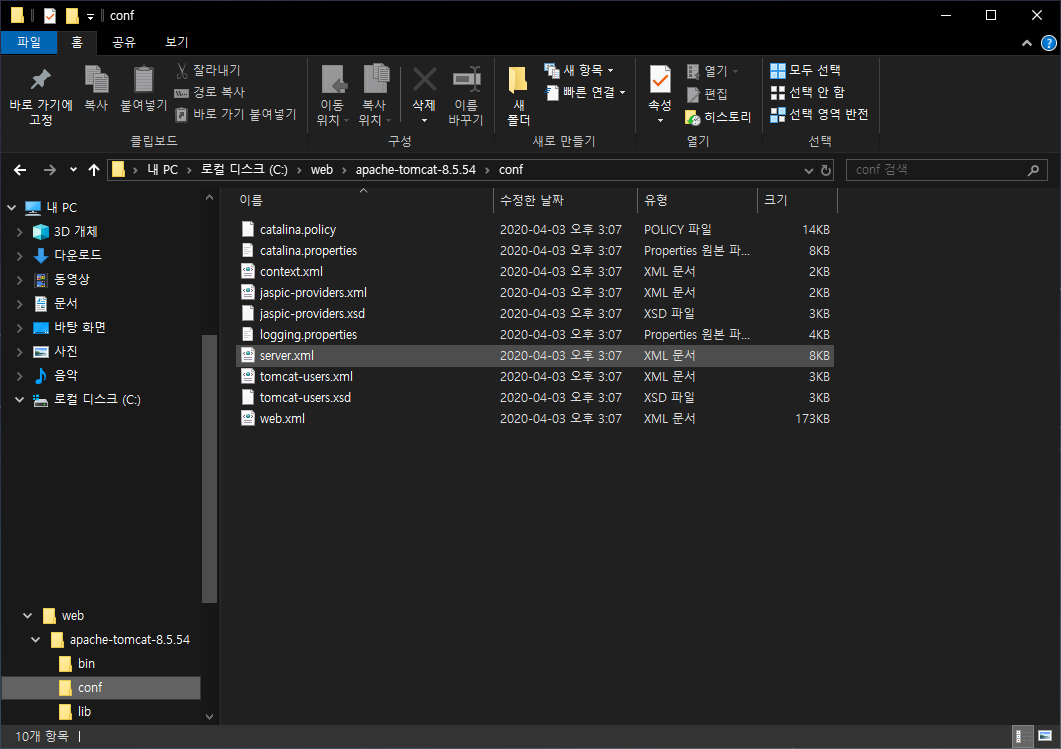 conf
파일 홈 공유 보기
바로 가기에 고정
복사
붙여넣기
잘라내기
경로 복사
바로 가기 붙여넣기
클립보드
이동 위치
복사 위치
삭제
이름 바꾸기
구성
새 폴더
새 항목
빠른 연결
새로 만들기
속성
열기
편집
히스토리
열기
모두 선택
선택 안 함
선택 영역 반전
선택
내 PC > 로컬 디스크 (C:) > web > apache-tomcat-8.5.54 > conf
conf 검색
내 PC
3D 개체
다운로드
동영상
문서
바탕 화면
사진
음악
로컬 디스크 (C:)
web
apache-tomcat-8.5.54
bin
conf
lib
이름 수정한 날짜 유형 크기
catalina.policy 2020-04-03 오후 3:07 POLICY 파일 14KB
catalina.properties 2020-04-03 오후 3:07 Properties 원본 파... 8KB
context.xml 2020-04-03 오후 3:07 XML 문서 2KB
jaspic-providers.xml 2020-04-03 오후 3:07 XML 문서 2KB
jaspic-providers.xsd 2020-04-03 오후 3:07 XSD 파일 3KB
logging.properties 2020-04-03 오후 3:07 Properties 원본 파... 4KB
server.xml 2020-04-03 오후 3:07 XML 문서 8KB
tomcat-users.xml 2020-04-03 오후 3:07 XML 문서 3KB
tomcat-users.xsd 2020-04-03 오후 3:07 XSD 파일 3KB
web.xml 2020-04-03 오후 3:07 XML 문서 173KB
10개 항목